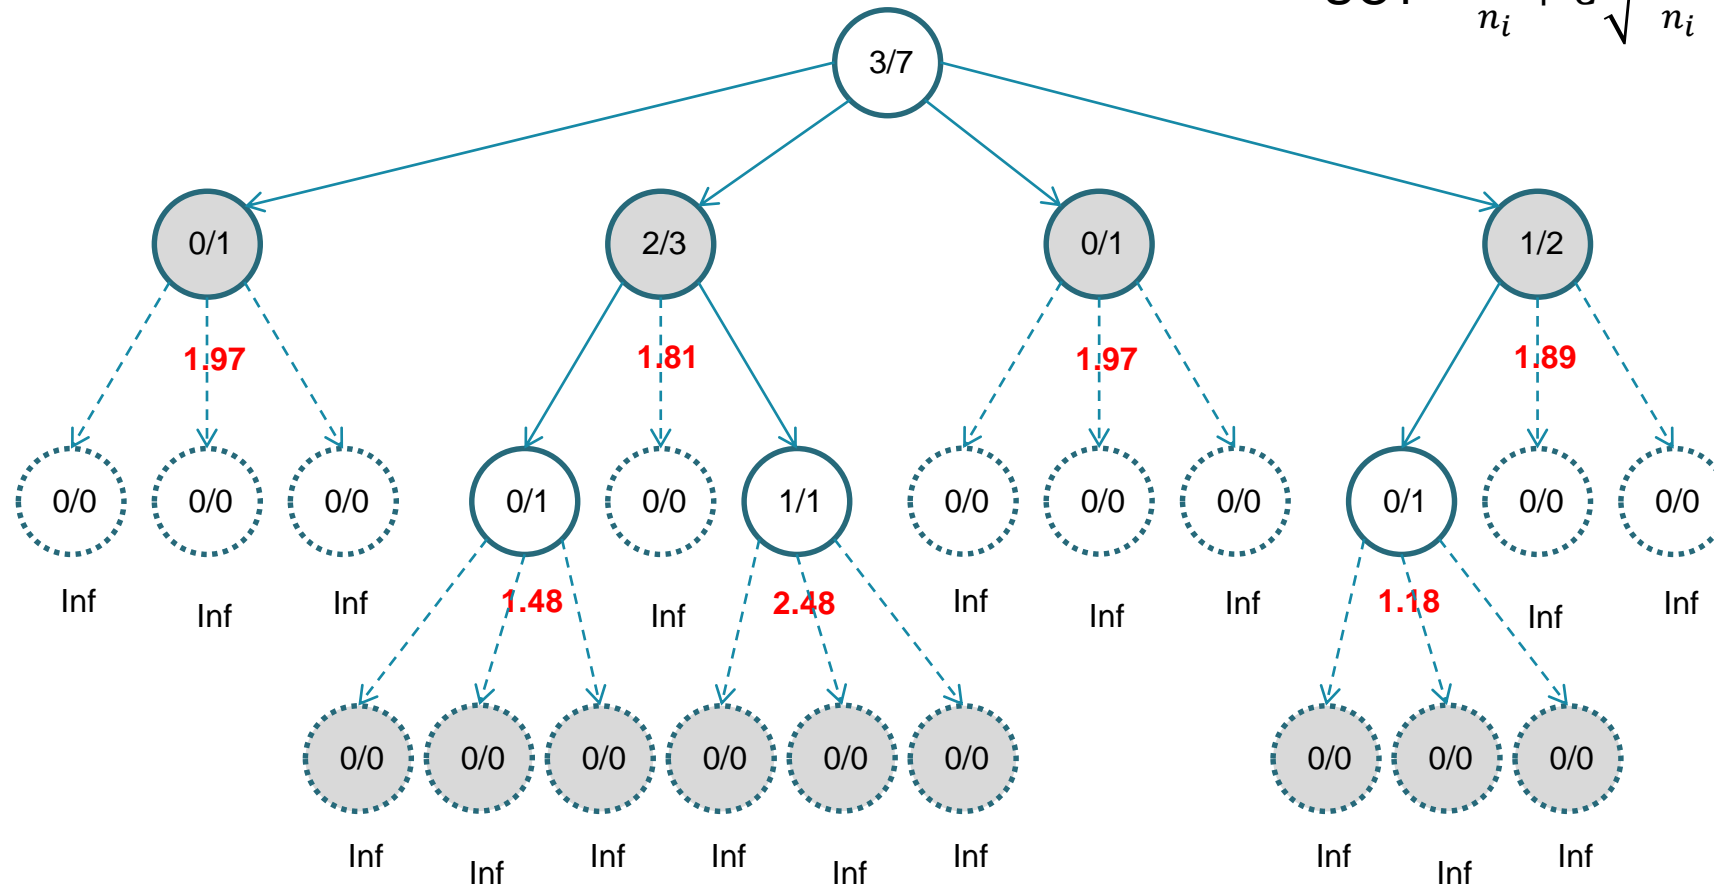 n_i n_i
3/7
0/1 2/3 0/1 1/2
1.97 1.81 1.97 1.89
0/0 0/0 0/0 0/1 0/0 1/1 0/0 0/0 0/0 0/1 0/0 0/0
Inf Inf Inf 1.48 Inf 2.48 Inf Inf Inf 1.18 Inf Inf
0/0 0/0 0/0 0/0 0/0 0/0 0/0 0/0 0/0
Inf Inf Inf Inf Inf Inf Inf Inf Inf